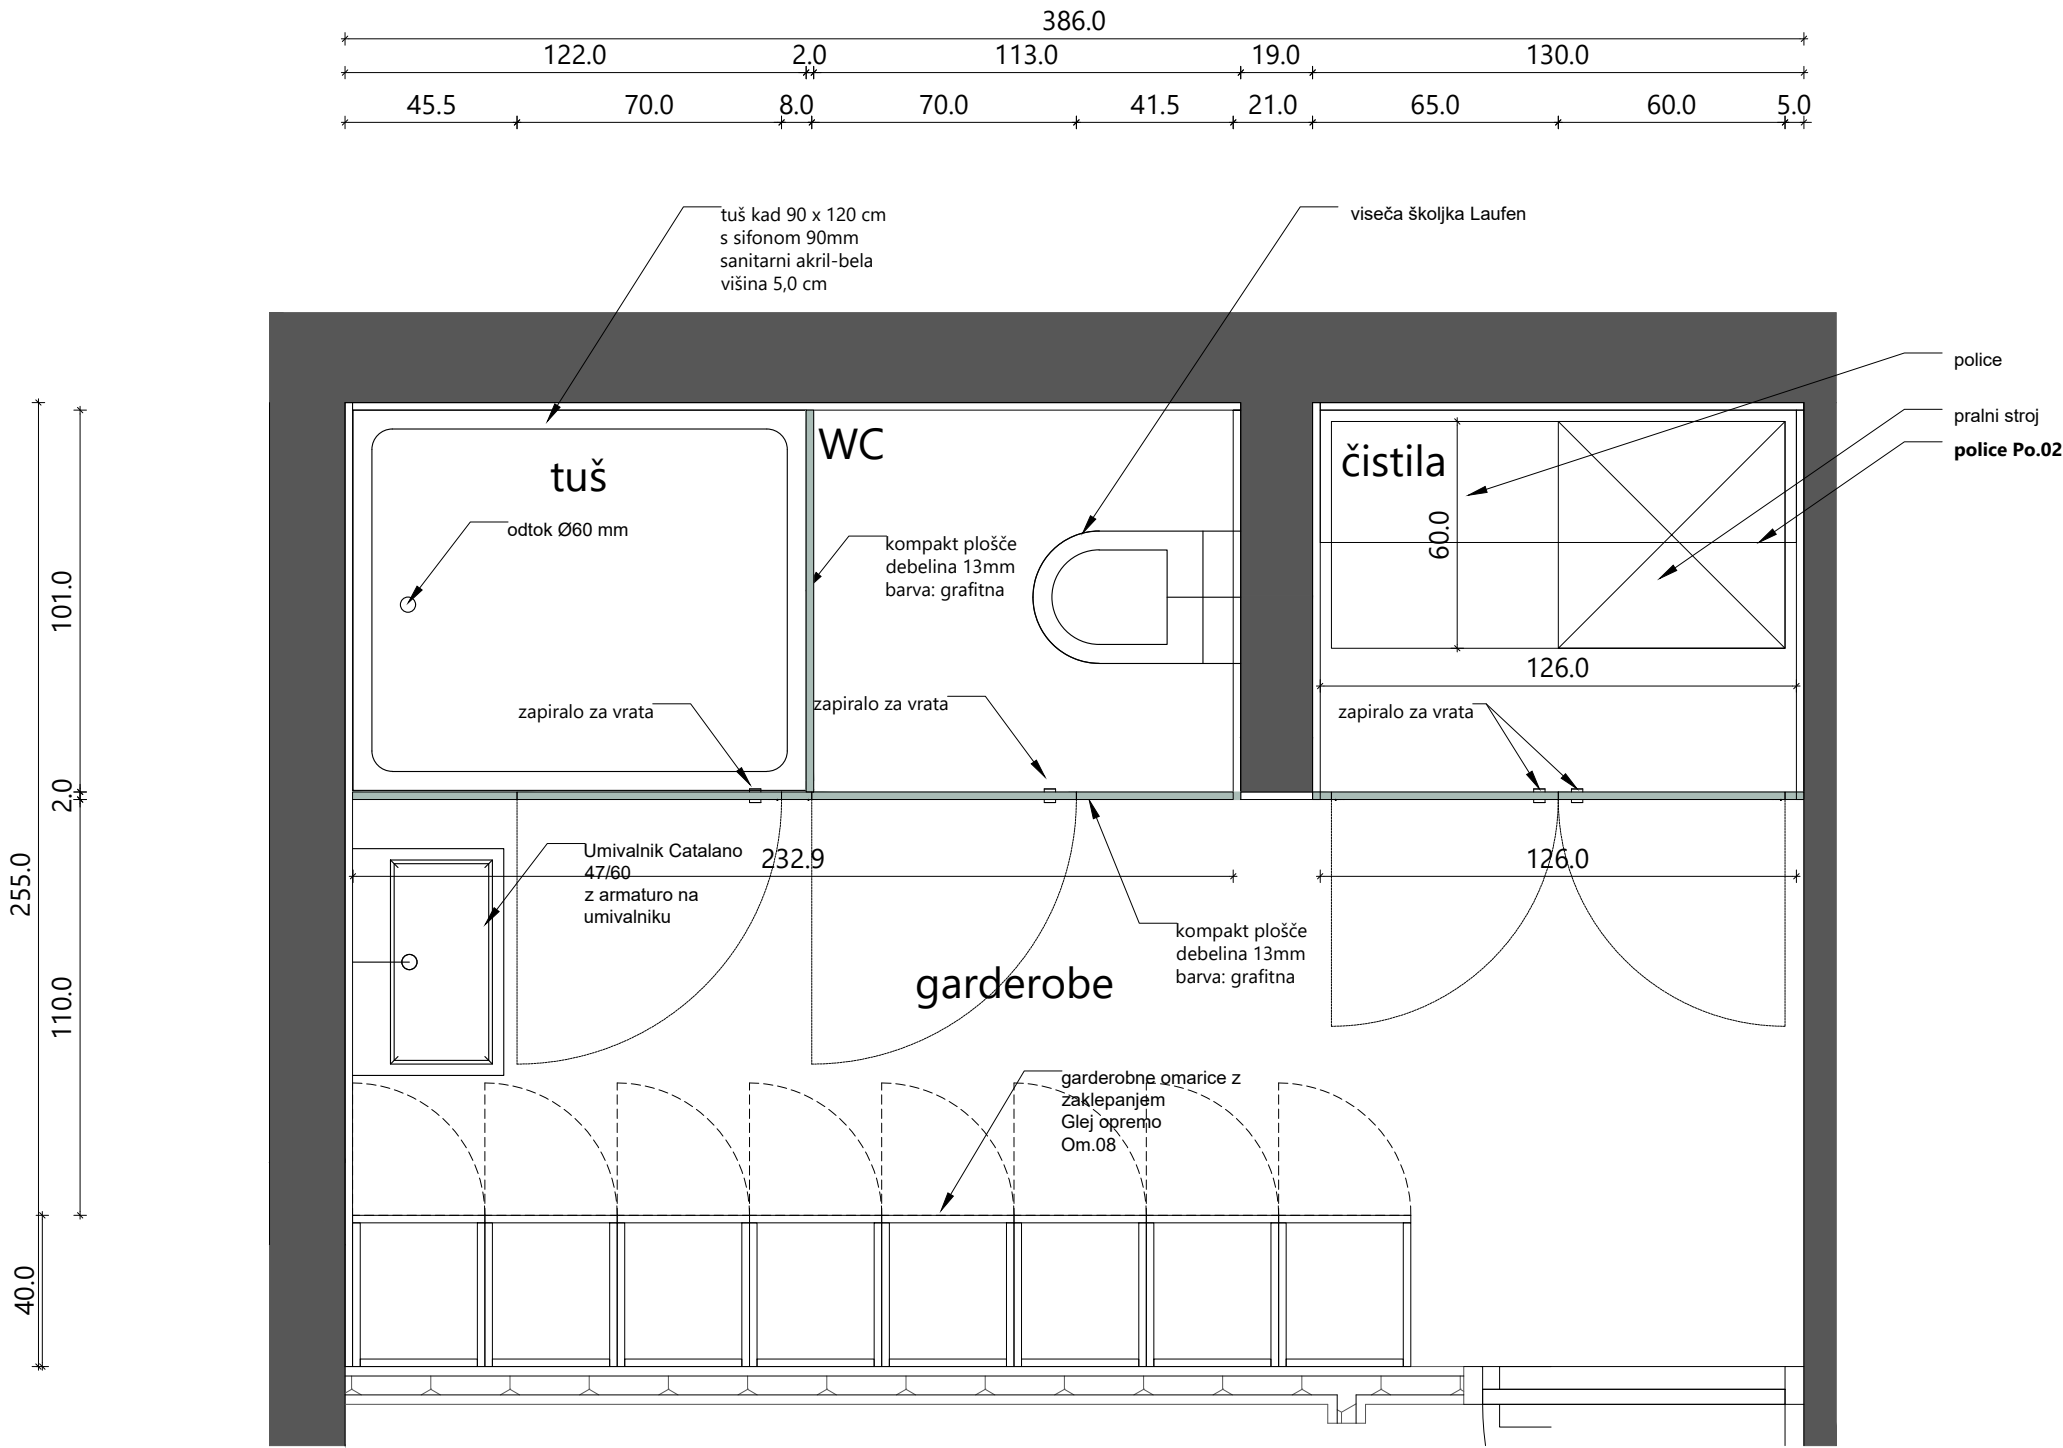 386.0
122.0 2.0 113.0 19.0 130.0
45.5 70.0 8.0 70.0 41.5 21.0 65.0 60.0 5.0
tuš kad 90 x 120 cm
s sifonom 90mm
sanitarni akril-bela
višina 5,0 cm
viseča školjka Laufen
police
pralni stroj
police Po.02
tuš
WC
čistila
odtok Ø60 mm
kompakt plošče
debelina 13mm
barva: grafitna
60.0
126.0
zapiralo za vrata
zapiralo za vrata
zapiralo za vrata
101.0
2.0
255.0
110.0
40.0
Umivalnik Catalano
47/60
z armaturo na
umivalniku
232.9
126.0
kompakt plošče
debelina 13mm
barva: grafitna
garderobe
garderobne omarice z
zaklepanjem
Glej opremo
Om.08